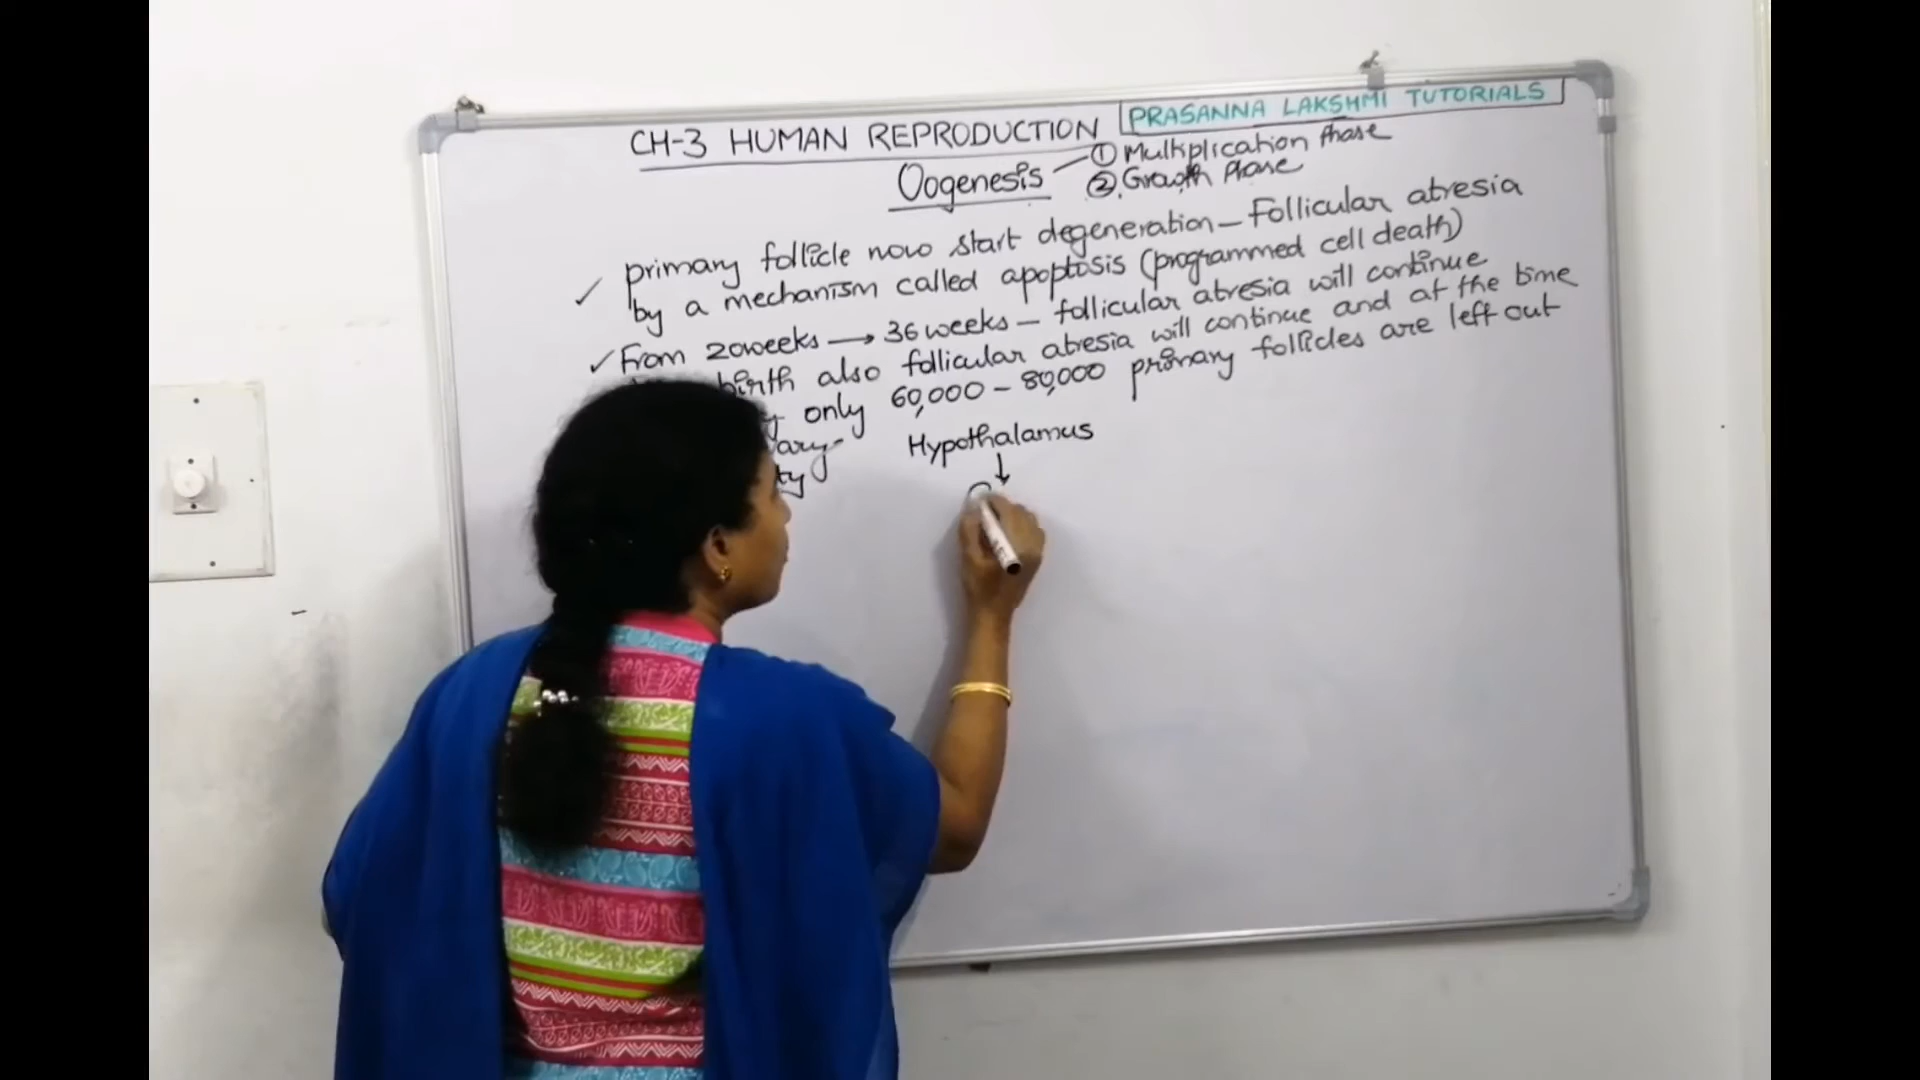 PRASANNA LAKSHMI TUTORIALS
CH-3 HUMAN REPRODUCTION
Oogenesis
① Multiplication Phase
② Growth Phase
✓ primary follicle now start degeneration - Follicular atresia
by a mechanism called apoptosis (programmed cell death)
✓ From 20weeks → 36 weeks - follicular atresia will continue
birth also follicular atresia will continue and at the time
only 60,000 - 80,000 primary follicles are left out
Hypothalamus
↓